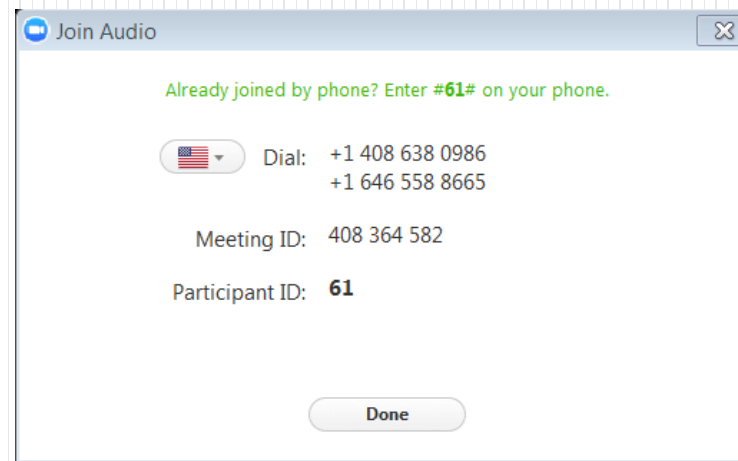 Join Audio
Already joined by phone? Enter #61# on your phone.
Dial: +1 408 638 0986
+1 646 558 8665
Meeting ID: 408 364 582
Participant ID: 61
Done